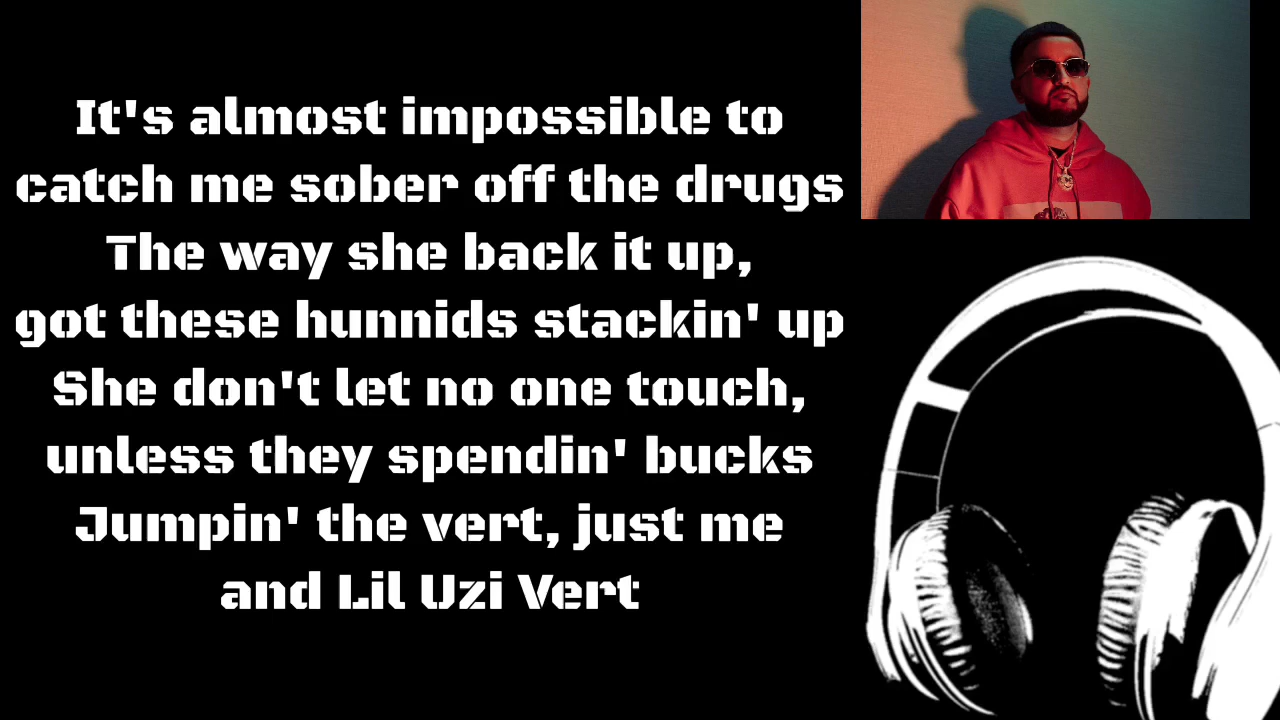 It's almost impossible to
catch me sober off the drugs
The way she back it up,
got these hunnids stackin' up
She don't let no one touch,
unless they spendin' bucks
Jumpin' the vert, just me
and Lil Uzi Vert